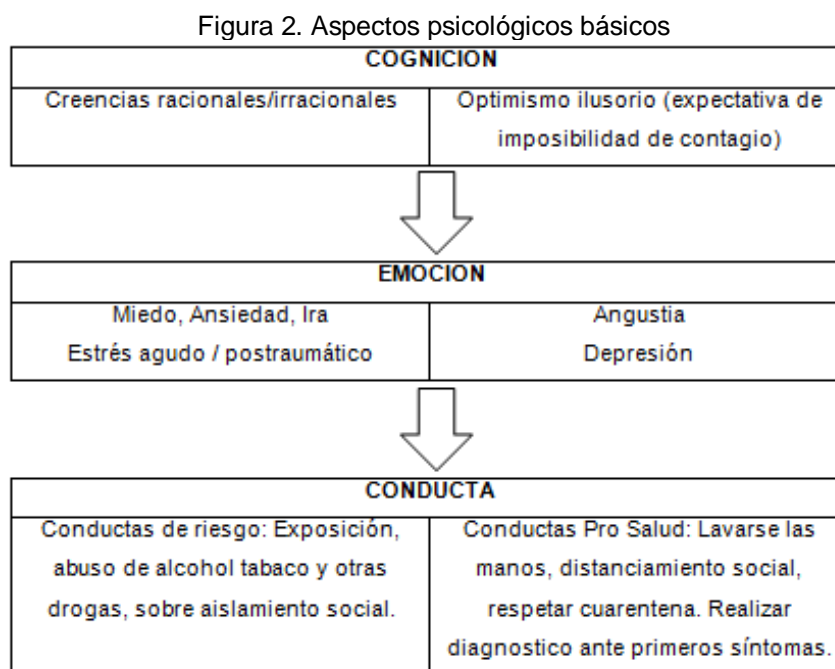 Figura 2. Aspectos psicológicos básicos
COGNICION
Creencias racionales/irracionales
Optimismo ilusorio (expectativa de
imposibilidad de contagio)
EMOCION
Miedo, Ansiedad, Ira
Estrés agudo / postraumático
Angustia
Depresión
CONDUCTA
Conductas de riesgo: Exposición,
abuso de alcohol tabaco y otras
drogas, sobre aislamiento social.
Conductas Pro Salud: Lavarse las
manos, distanciamiento social,
respetar cuarentena. Realizar
diagnostico ante primeros síntomas.